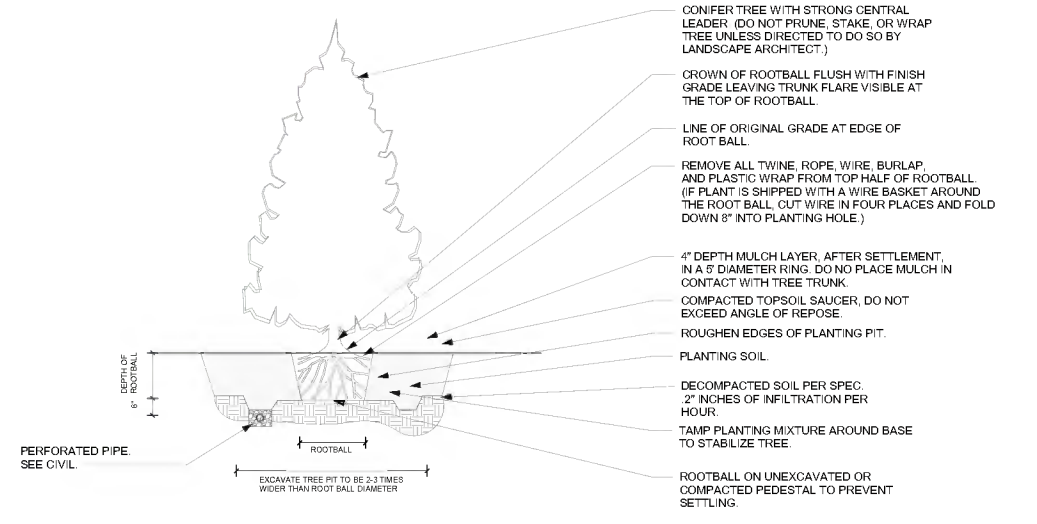 CONIFER TREE WITH STRONG CENTRAL
LEADER (DO NOT PRUNE, STAKE, OR WRAP
TREE UNLESS DIRECTED TO DO SO BY
LANDSCAPE ARCHITECT.)
CROWN OF ROOTBALL FLUSH WITH FINISH
GRADE LEAVING TRUNK FLARE VISIBLE AT
THE TOP OF ROOTBALL.
LINE OF ORIGINAL GRADE AT EDGE OF
ROOT BALL.
REMOVE ALL TWINE, ROPE, WIRE, BURLAP,
AND PLASTIC WRAP FROM TOP HALF OF ROOTBALL.
(IF PLANT IS SHIPPED WITH A WIRE BASKET AROUND
THE ROOT BALL, CUT WIRE IN FOUR PLACES AND FOLD
DOWN 8" INTO PLANTING HOLE.)
4" DEPTH MULCH LAYER, AFTER SETTLEMENT,
IN A 5' DIAMETER RING. DO NO PLACE MULCH IN
CONTACT WITH TREE TRUNK.
COMPACTED TOPSOIL SAUCER, DO NOT
EXCEED ANGLE OF REPOSE.
ROUGHEN EDGES OF PLANTING PIT.
PLANTING SOIL.
DECOMPACTED SOIL PER SPEC.
.2" INCHES OF INFILTRATION PER
HOUR.
TAMP PLANTING MIXTURE AROUND BASE
TO STABILIZE TREE.
ROOTBALL ON UNEXCAVATED OR
COMPACTED PEDESTAL TO PREVENT
SETTLING.
DEPTH OF
ROOTBALL
6"
PERFORATED PIPE.
SEE CIVIL.
ROOTBALL
EXCAVATE TREE PIT TO BE 2-3 TIMES
WIDER THAN ROOT BALL DIAMETER